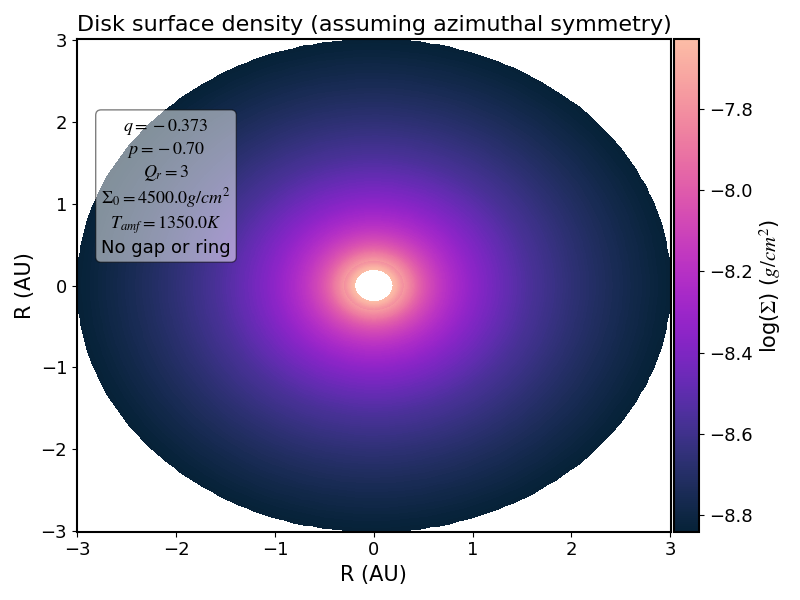 Disk surface density (assuming azimuthal symmetry)
3
2
1
0
−1
−2
−3
R (AU)
q = −0.373
p = −0.70
Q_r = 3
Σ_0 = 4500.0g/cm^2
T_{amf} = 1350.0K
No gap or ring
−3
−2
−1
0
1
2
3
R (AU)
−7.8
−8.0
−8.2
−8.4
−8.6
−8.8
log(Σ) (g/cm^2)